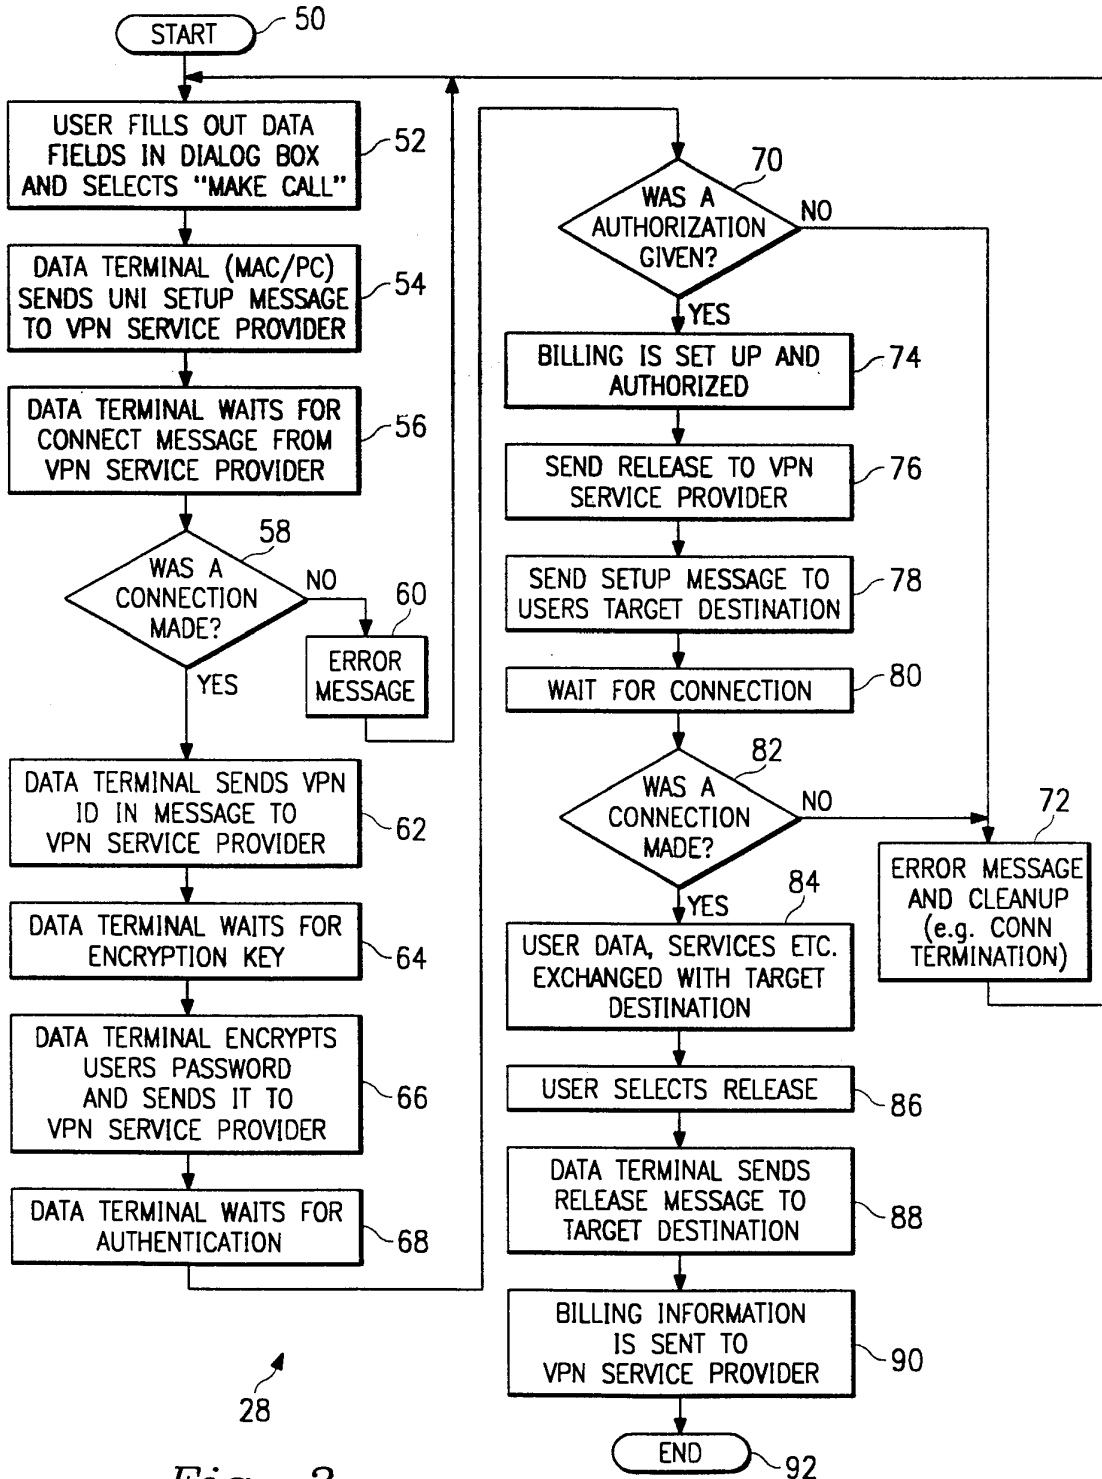 START
50
USER FILLS OUT DATA
FIELDS IN DIALOG BOX
AND SELECTS "MAKE CALL"
52
DATA TERMINAL (MAC/PC)
SENDS UNI SETUP MESSAGE
TO VPN SERVICE PROVIDER
54
DATA TERMINAL WAITS FOR
CONNECT MESSAGE FROM
VPN SERVICE PROVIDER
56
WAS A
CONNECTION
MADE?
58
NO
YES
60
ERROR
MESSAGE
DATA TERMINAL SENDS VPN
ID IN MESSAGE TO
VPN SERVICE PROVIDER
62
DATA TERMINAL WAITS FOR
ENCRYPTION KEY
64
DATA TERMINAL ENCRYPTS
USERS PASSWORD
AND SENDS IT TO
VPN SERVICE PROVIDER
66
DATA TERMINAL WAITS FOR
AUTHENTICATION
68
28
WAS A
AUTHORIZATION
GIVEN?
70
NO
YES
BILLING IS SET UP AND
AUTHORIZED
74
SEND RELEASE TO VPN
SERVICE PROVIDER
76
SEND SETUP MESSAGE TO
USERS TARGET DESTINATION
78
WAIT FOR CONNECTION
80
WAS A
CONNECTION
MADE?
82
NO
YES
72
ERROR MESSAGE
AND CLEANUP
(e.g. CONN
TERMINATION)
USER DATA, SERVICES ETC.
EXCHANGED WITH TARGET
DESTINATION
84
USER SELECTS RELEASE
86
DATA TERMINAL SENDS
RELEASE MESSAGE TO
TARGET DESTINATION
88
BILLING INFORMATION
IS SENT TO
VPN SERVICE PROVIDER
90
END
92
Fig.